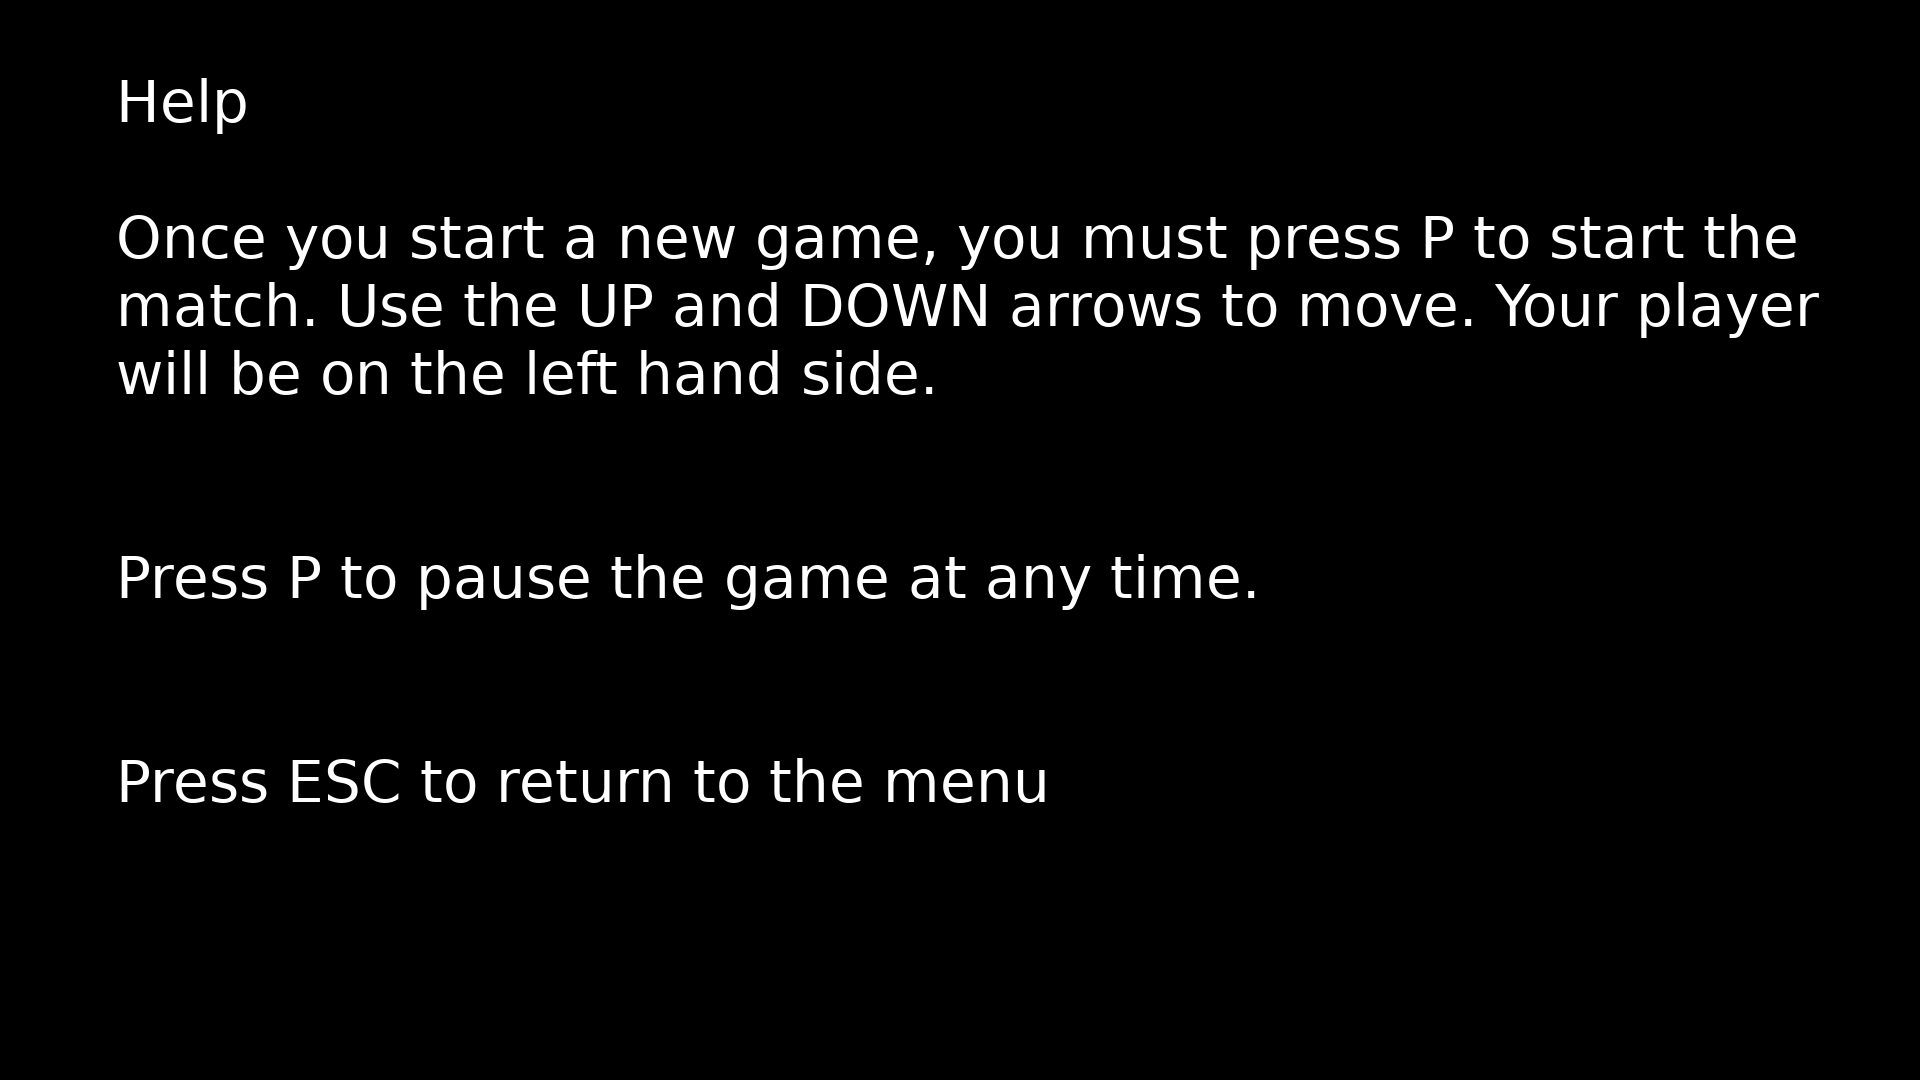 Help
Once you start a new game, you must press P to start the
match. Use the UP and DOWN arrows to move. Your player
will be on the left hand side.
Press P to pause the game at any time.
Press ESC to return to the menu